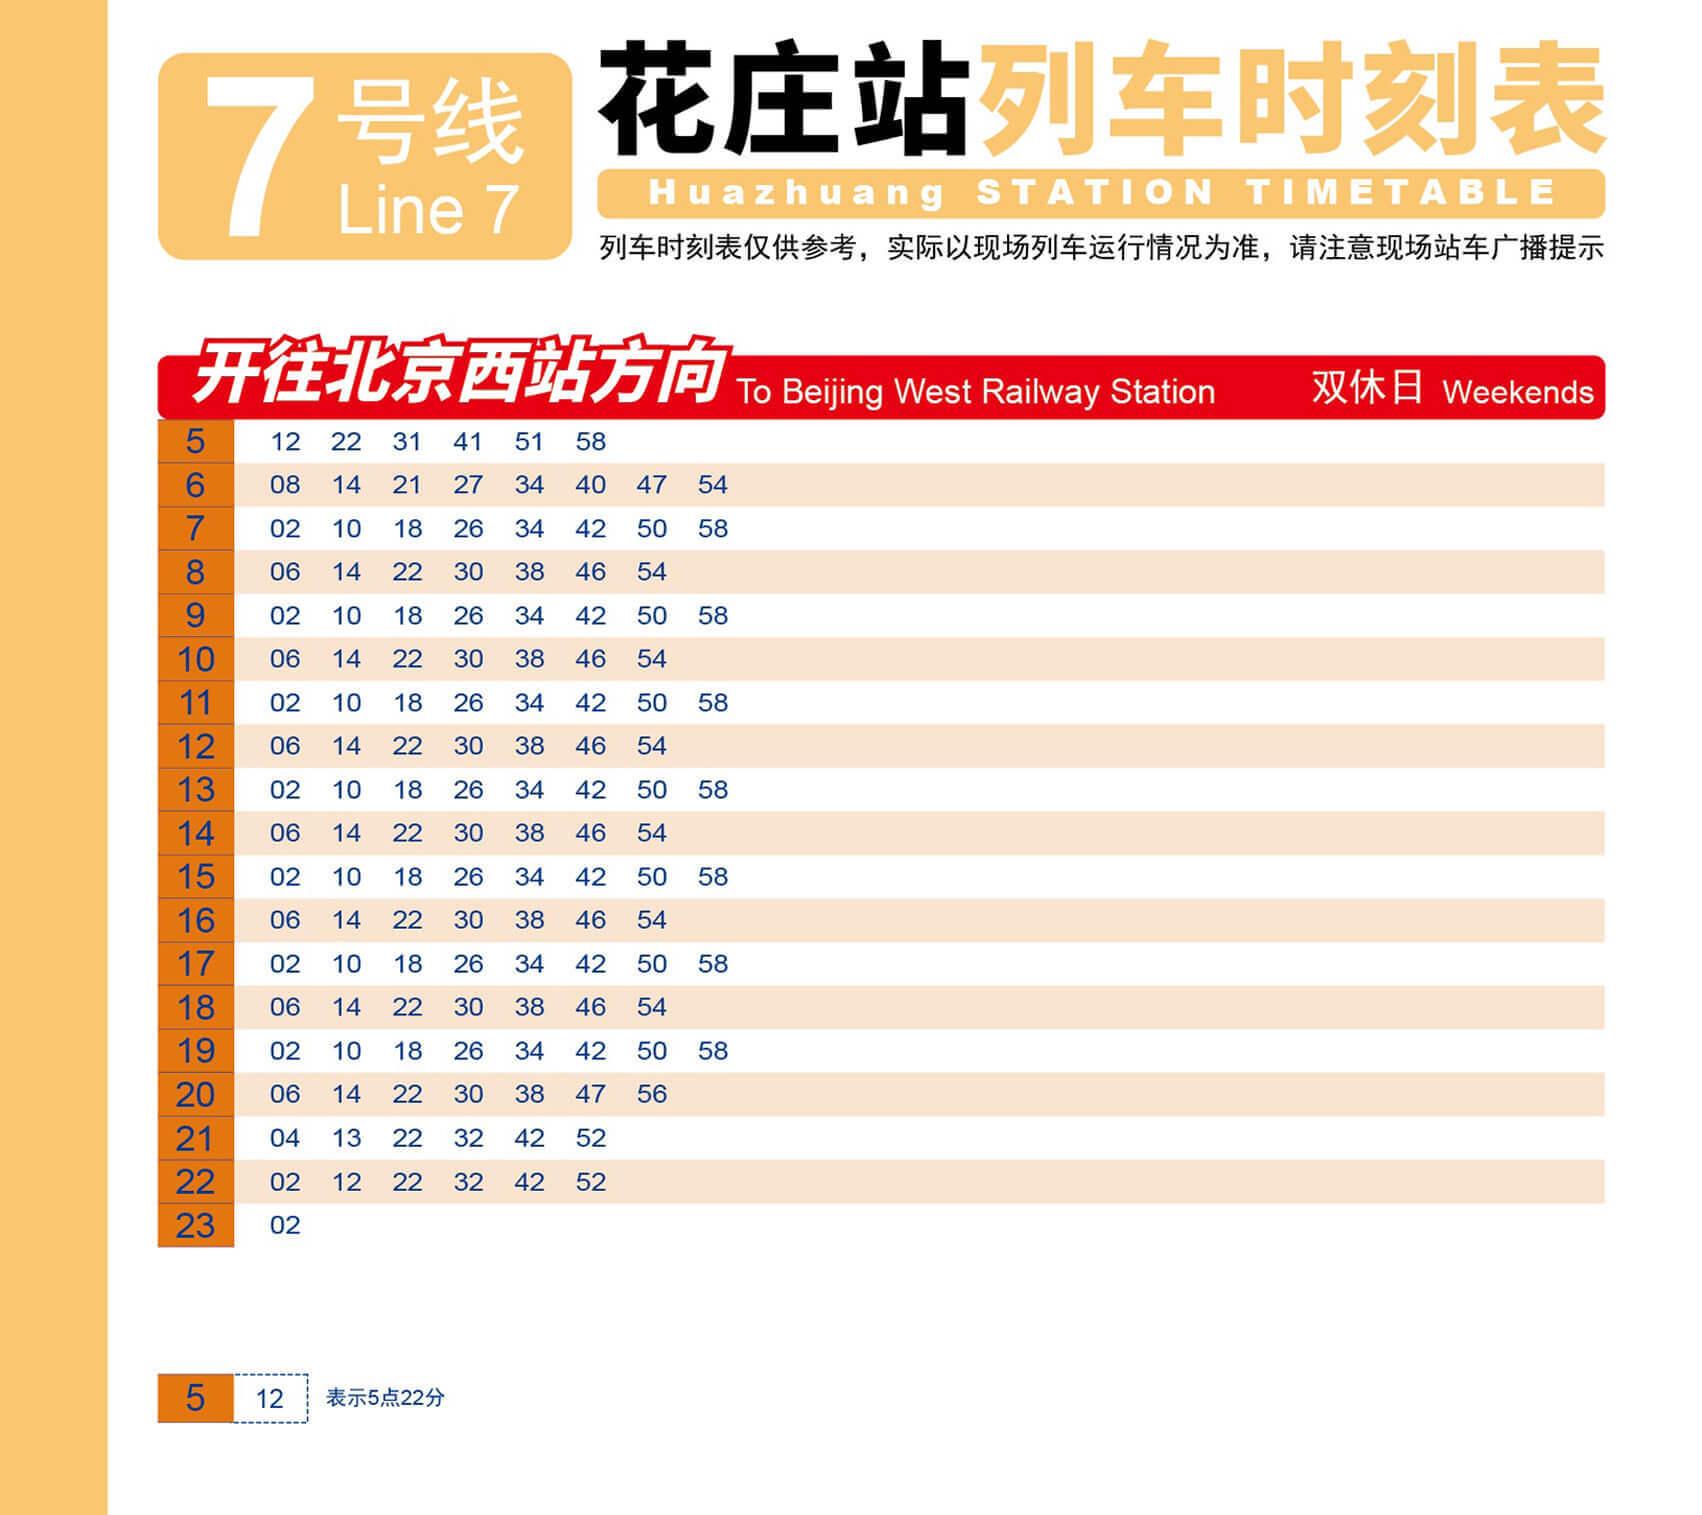 7号线
Line 7
花庄站列车时刻表
Huazhuang STATION TIMETABLE
列车时刻表仅供参考，实际以现场列车运行情况为准，请注意现场站车广播提示
开往北京西站方向 To Beijing West Railway Station 双休日 Weekends
5 12 22 31 41 51 58
6 08 14 21 27 34 40 47 54
7 02 10 18 26 34 42 50 58
8 06 14 22 30 38 46 54
9 02 10 18 26 34 42 50 58
10 06 14 22 30 38 46 54
11 02 10 18 26 34 42 50 58
12 06 14 22 30 38 46 54
13 02 10 18 26 34 42 50 58
14 06 14 22 30 38 46 54
15 02 10 18 26 34 42 50 58
16 06 14 22 30 38 46 54
17 02 10 18 26 34 42 50 58
18 06 14 22 30 38 46 54
19 02 10 18 26 34 42 50 58
20 06 14 22 30 38 47 56
21 04 13 22 32 42 52
22 02 12 22 32 42 52
23 02
5 12 表示5点22分